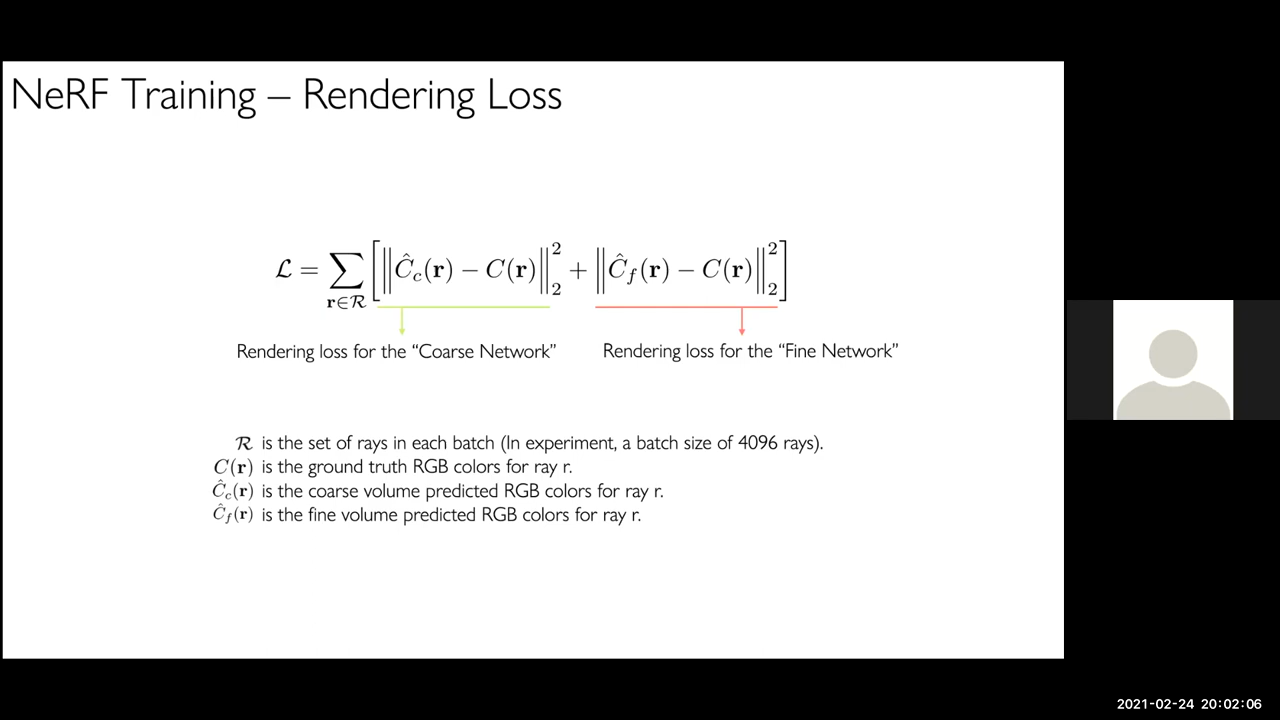 NeRF Training – Rendering Loss
ℒ = ∑_{r∈ℛ} [ ‖Ĉ_c(r) − C(r)‖₂² + ‖Ĉ_f(r) − C(r)‖₂² ]
Rendering loss for the “Coarse Network”
Rendering loss for the “Fine Network”
ℛ is the set of rays in each batch (In experiment, a batch size of 4096 rays).
C(r) is the ground truth RGB colors for ray r.
Ĉ_c(r) is the coarse volume predicted RGB colors for ray r.
Ĉ_f(r) is the fine volume predicted RGB colors for ray r.
2021-02-24 20:02:06